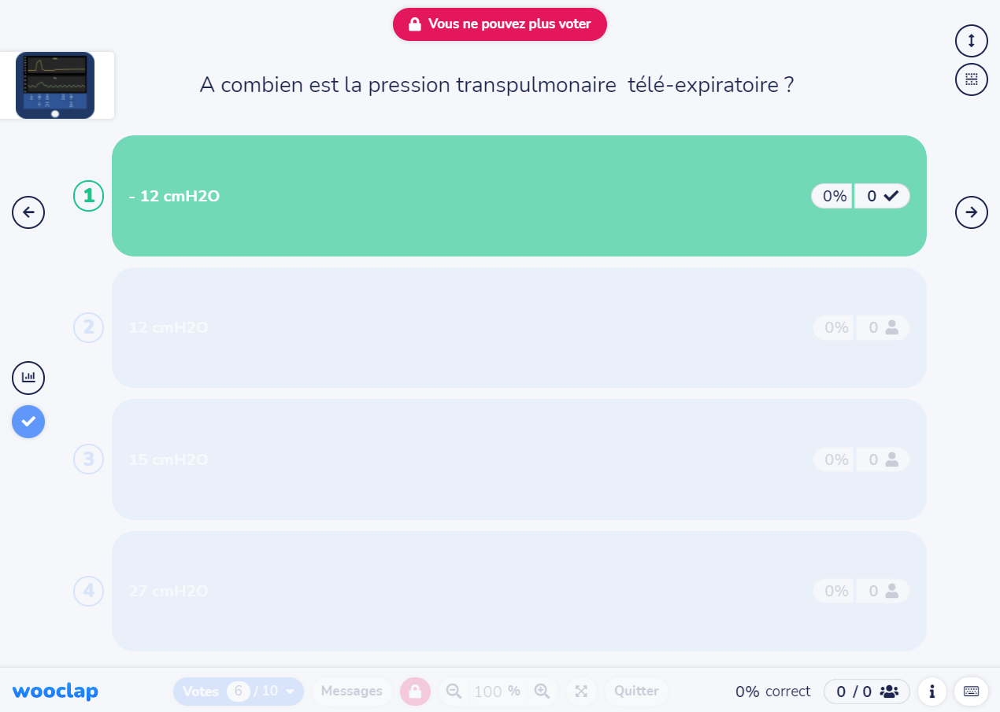 Vous ne pouvez plus voter
A combien est la pression transpulmonaire télé-expiratoire ?
1 - 12 cmH2O 0% 0
2 12 cmH2O 0% 0
3 15 cmH2O 0% 0
4 27 cmH2O 0% 0
wooclap Votes 6 / 10 Messages 100 % Quitter 0% correct 0 / 0